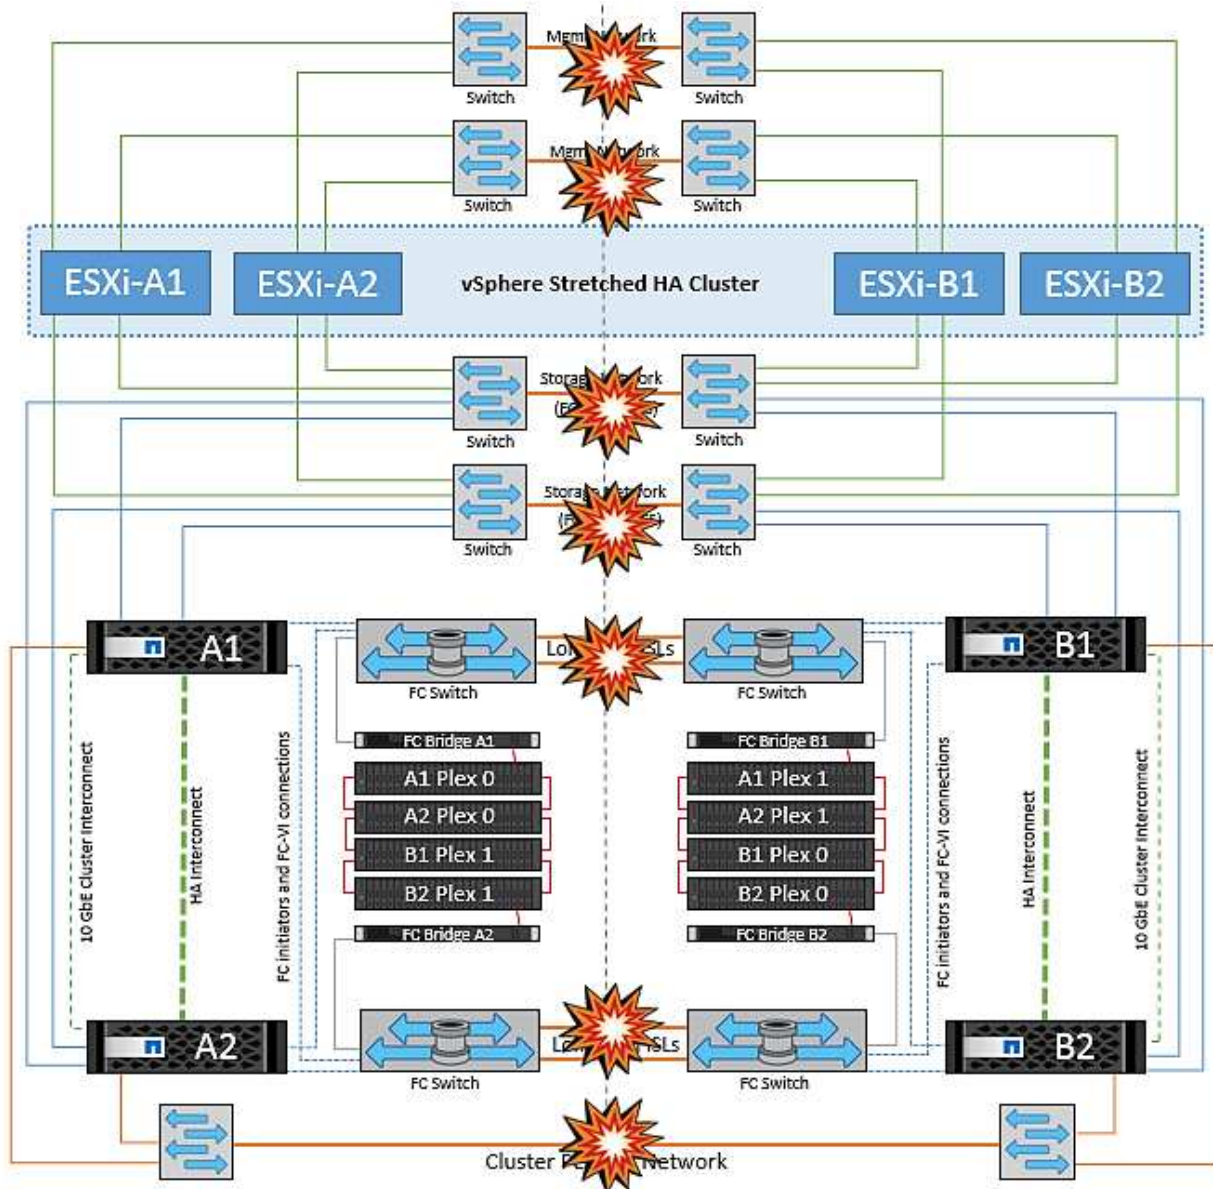 Switch
Switch
Switch
Switch
ESXi-A1
ESXi-A2
vSphere Stretched HA Cluster
ESXi-B1
ESXi-B2
Switch
Switch
Switch
Switch
A1
B1
FC Switch
FC Switch
FC Bridge A1
FC Bridge B1
A1 Plex 0
A1 Plex 1
A2 Plex 0
A2 Plex 1
B1 Plex 1
B1 Plex 0
B2 Plex 1
B2 Plex 0
FC Bridge A2
FC Bridge B2
10 GbE Cluster Interconnect
HA Interconnect
FC initiators and FC-VI connections
FC initiators and FC-VI connections
HA Interconnect
10 GbE Cluster Interconnect
A2
B2
FC Switch
FC Switch
Cluster
Network